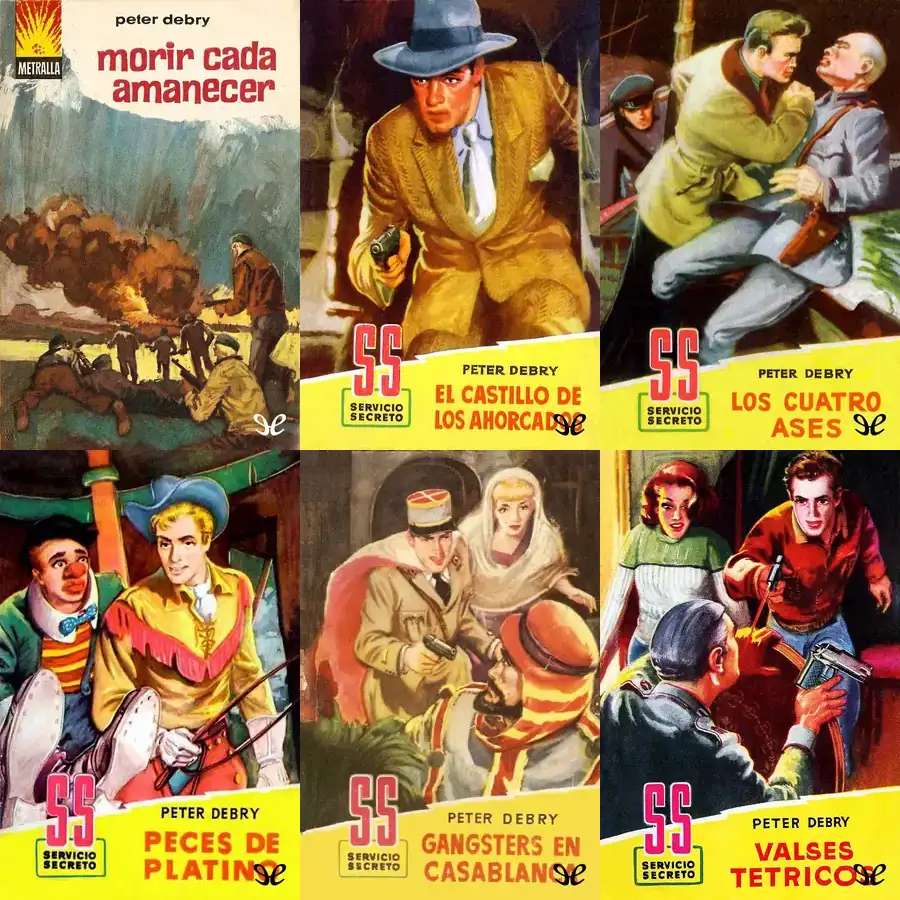 METRALLA
peter debry
morir cada
amanecer
SS
SERVICIO
SECRETO
PETER DEBRY
EL CASTILLO DE
LOS AHORCADOS
SS
SERVICIO
SECRETO
PETER DEBRY
LOS CUATRO
ASES
SS
SERVICIO
SECRETO
PETER DEBRY
PECES DE
PLATINO
SS
SERVICIO
SECRETO
PETER DEBRY
GANGSTERS EN
CASABLANCA
SS
SERVICIO
SECRETO
PETER DEBRY
VALSES
TETRICOS